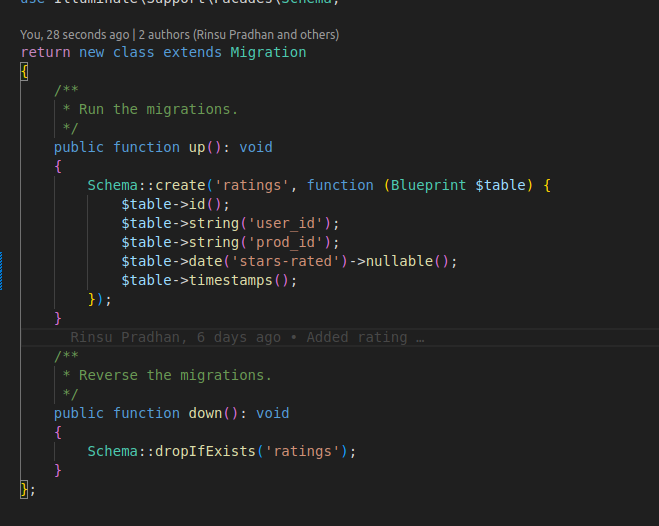 use Illuminate\Support\Facades\Schema;
You, 28 seconds ago | 2 authors (Rinsu Pradhan and others)
return new class extends Migration
{
    /**
     * Run the migrations.
     */
    public function up(): void
    {
        Schema::create('ratings', function (Blueprint $table) {
            $table->id();
            $table->string('user_id');
            $table->string('prod_id');
            $table->date('stars-rated')->nullable();
            $table->timestamps();
        });
    }
      Rinsu Pradhan, 6 days ago • Added rating …
    /**
     * Reverse the migrations.
     */
    public function down(): void
    {
        Schema::dropIfExists('ratings');
    }
};